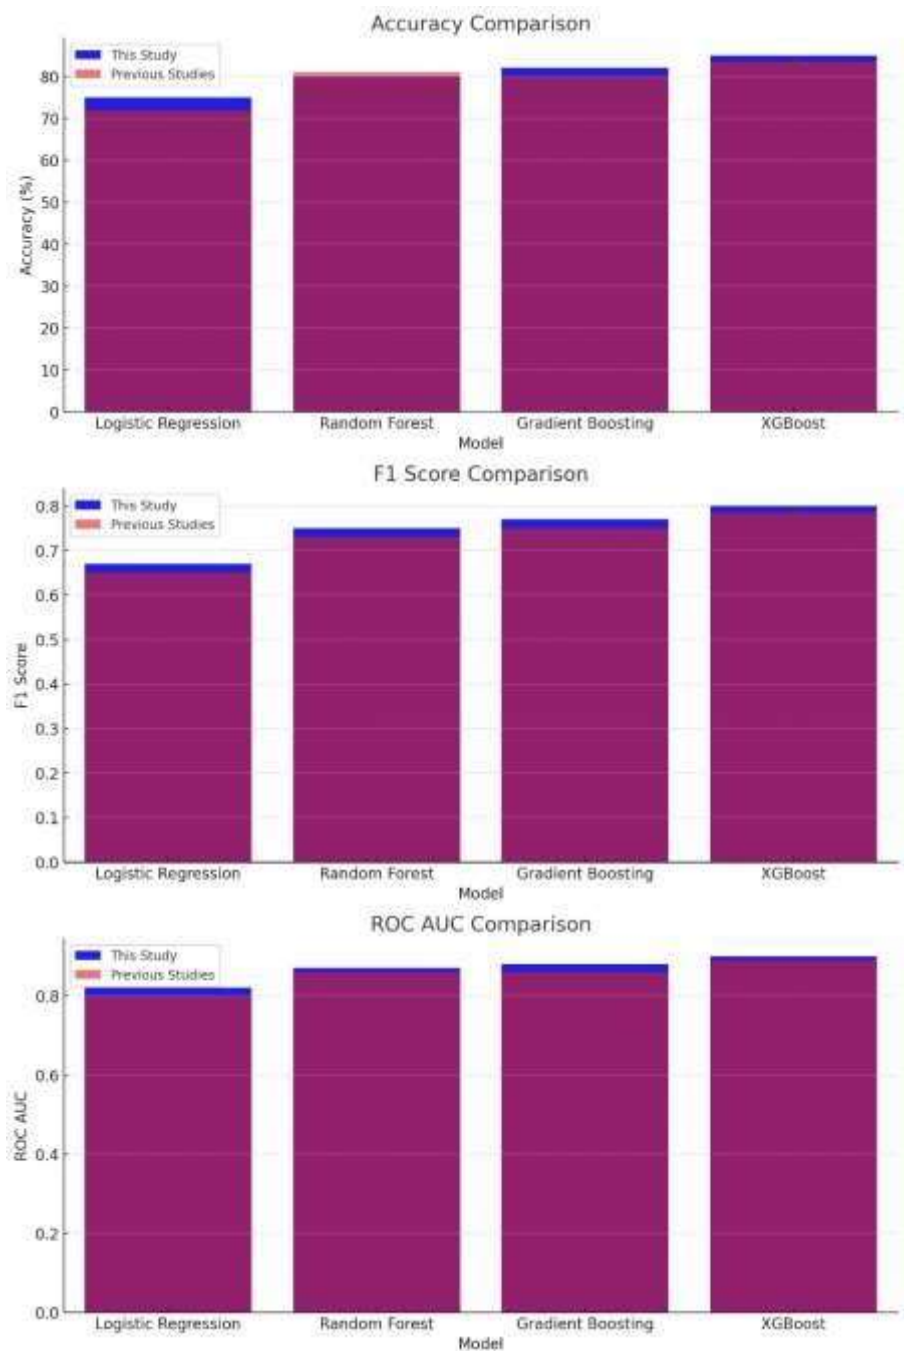 Accuracy Comparison
This Study
Previous Studies
80
70
60
50
40
30
20
10
0
Accuracy (%)
Logistic Regression Random Forest Gradient Boosting XGBoost
Model
F1 Score Comparison
This Study
Previous Studies
0.8
0.7
0.6
0.5
0.4
0.3
0.2
0.1
0.0
F1 Score
Logistic Regression Random Forest Gradient Boosting XGBoost
Model
ROC AUC Comparison
This Study
Previous Studies
0.8
0.6
0.4
0.2
0.0
ROC AUC
Logistic Regression Random Forest Gradient Boosting XGBoost
Model